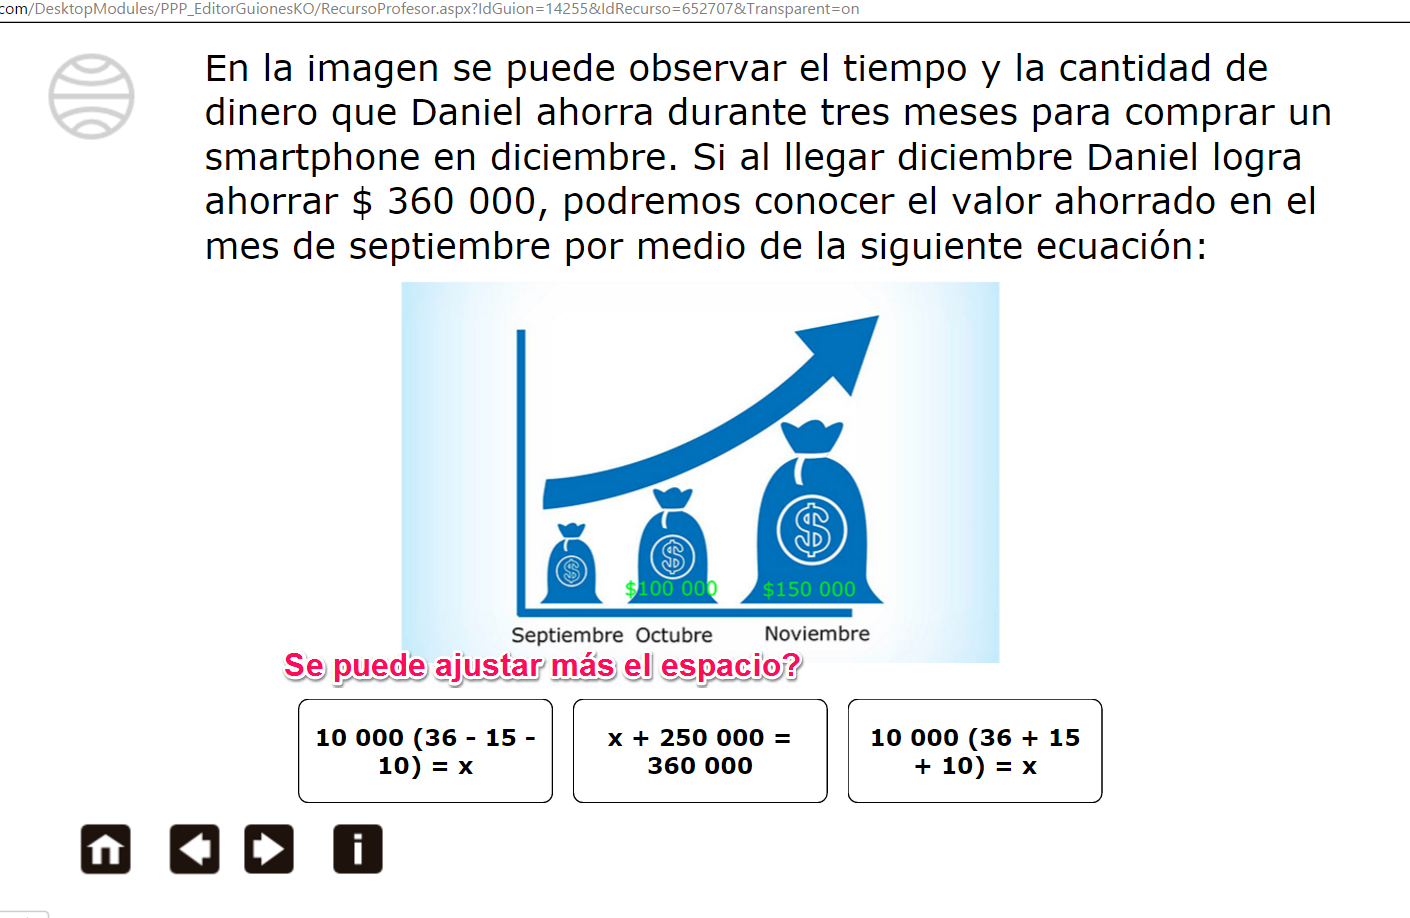 com/DesktopModules/PPP_EditorGuionesKO/RecursoProfesor.aspx?IdGuion=14255&IdRecurso=652707&Transparent=on
En la imagen se puede observar el tiempo y la cantidad de
dinero que Daniel ahorra durante tres meses para comprar un
smartphone en diciembre. Si al llegar diciembre Daniel logra
ahorrar $ 360 000, podremos conocer el valor ahorrado en el
mes de septiembre por medio de la siguiente ecuación:
$ $ $
$100 000 $150 000
Septiembre Octubre Noviembre
Se puede ajustar más el espacio?
10 000 (36 - 15 -
10) = x
x + 250 000 =
360 000
10 000 (36 + 15
+ 10) = x
i